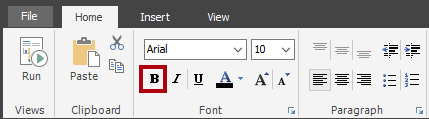 File Home Insert View
Arial 10
Run Paste B I U A A A
Views Clipboard Font Paragraph